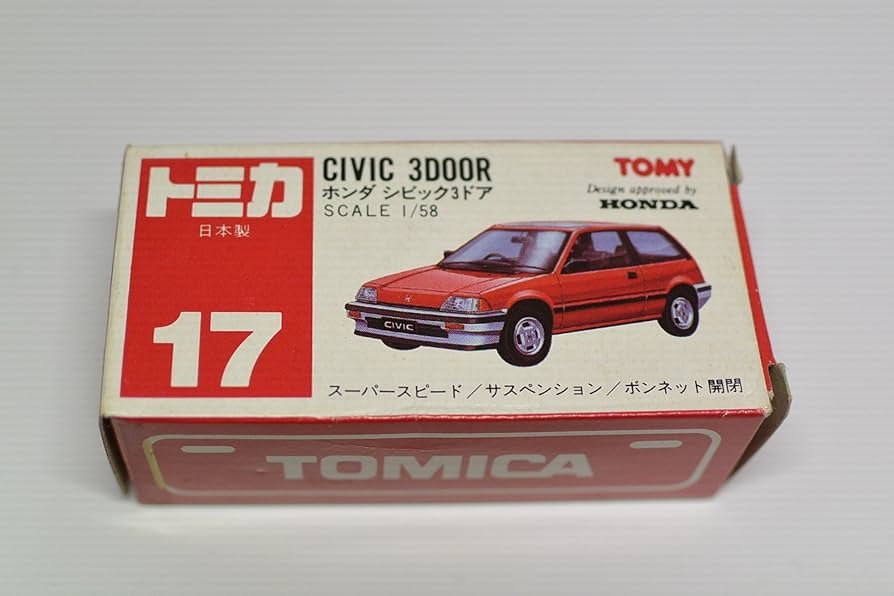 トミカ
日本製
17
CIVIC 3DOOR
ホンダ シビック3ドア
SCALE 1/58
TOMY
Design approved by
HONDA
CIVIC
スーパースピード／サスペンション／ボンネット開閉
TOMICA